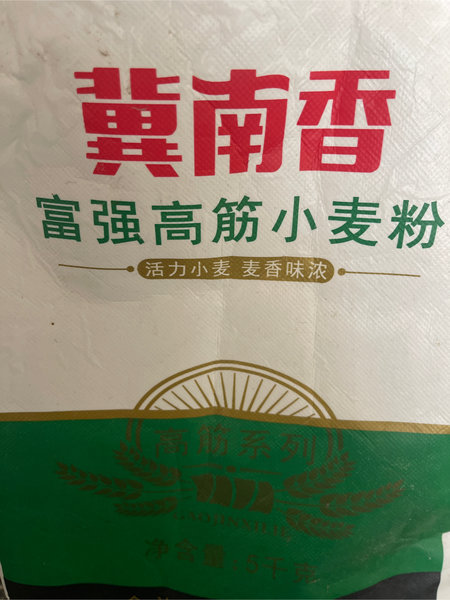 冀南香
富强高筋小麦粉
活力小麦 麦香味浓
高筋系列
净含量:5千克